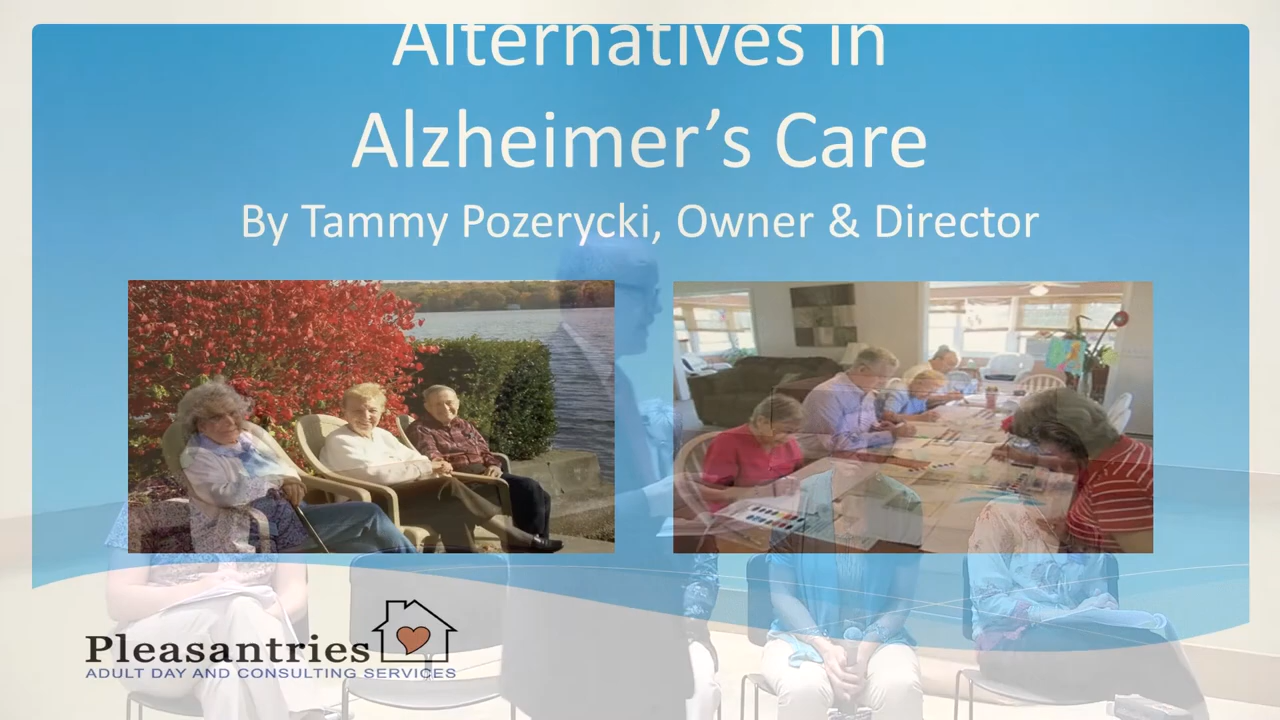 Alternatives in
Alzheimer’s Care
By Tammy Pozerycki, Owner & Director
Pleasantries
ADULT DAY AND CONSULTING SERVICES